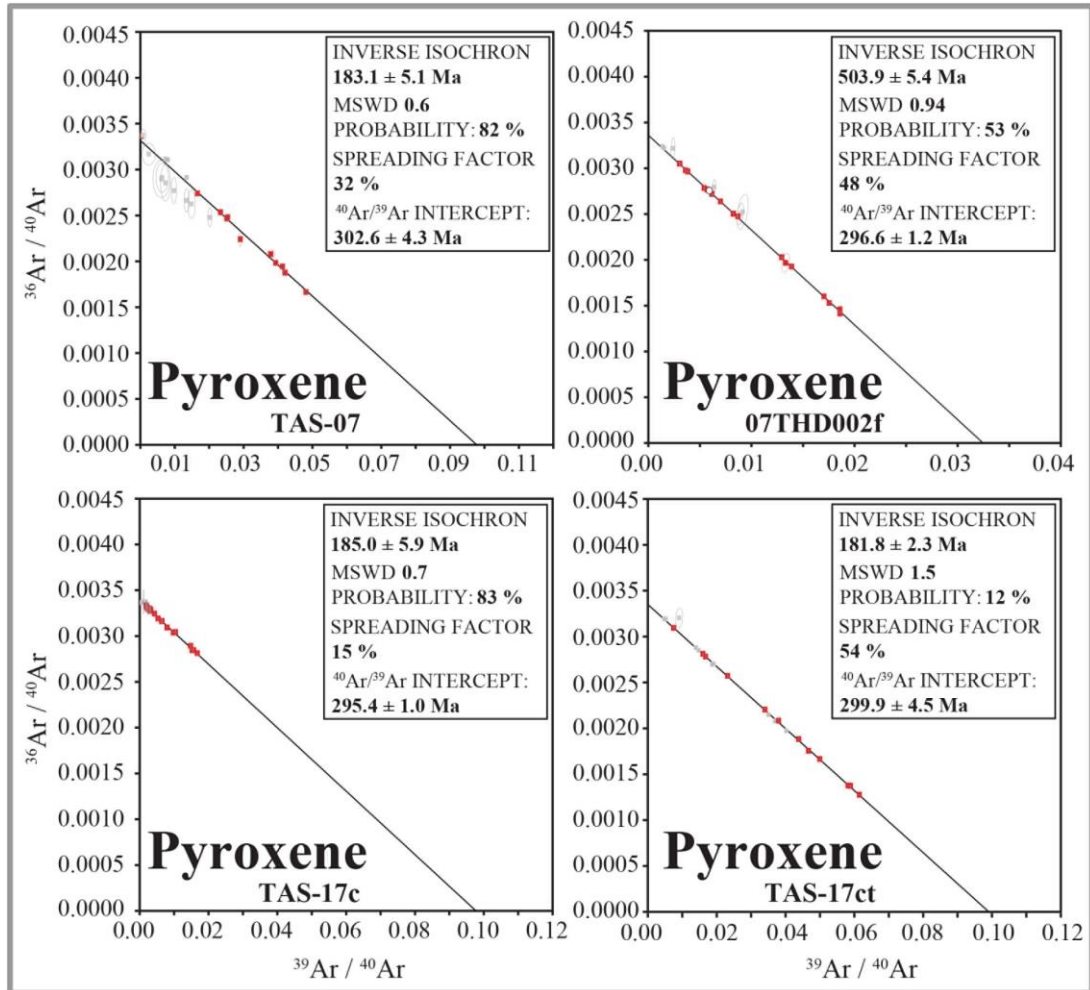 0.0045
0.0040
0.0035
0.0030
0.0025
0.0020
0.0015
0.0010
0.0005
0.0000
³⁶Ar / ⁴⁰Ar
INVERSE ISOCHRON
183.1 ± 5.1 Ma
MSWD 0.6
PROBABILITY: 82 %
SPREADING FACTOR
32 %
⁴⁰Ar/³⁹Ar INTERCEPT:
302.6 ± 4.3 Ma
Pyroxene
TAS-07
0.01 0.03 0.05 0.07 0.09 0.11
0.0045
0.0040
0.0035
0.0030
0.0025
0.0020
0.0015
0.0010
0.0005
0.0000
INVERSE ISOCHRON
503.9 ± 5.4 Ma
MSWD 0.94
PROBABILITY: 53 %
SPREADING FACTOR
48 %
⁴⁰Ar/³⁹Ar INTERCEPT:
296.6 ± 1.2 Ma
Pyroxene
07THD002f
0.00 0.01 0.02 0.03 0.04
0.0045
0.0040
0.0035
0.0030
0.0025
0.0020
0.0015
0.0010
0.0005
0.0000
³⁶Ar / ⁴⁰Ar
INVERSE ISOCHRON
185.0 ± 5.9 Ma
MSWD 0.7
PROBABILITY: 83 %
SPREADING FACTOR
15 %
⁴⁰Ar/³⁹Ar INTERCEPT:
295.4 ± 1.0 Ma
Pyroxene
TAS-17c
0.00 0.02 0.04 0.06 0.08 0.10 0.12
³⁹Ar / ⁴⁰Ar
0.0045
0.0040
0.0035
0.0030
0.0025
0.0020
0.0015
0.0010
0.0005
0.0000
INVERSE ISOCHRON
181.8 ± 2.3 Ma
MSWD 1.5
PROBABILITY: 12 %
SPREADING FACTOR
54 %
⁴⁰Ar/³⁹Ar INTERCEPT:
299.9 ± 4.5 Ma
Pyroxene
TAS-17ct
0.00 0.02 0.04 0.06 0.08 0.10 0.12
³⁹Ar / ⁴⁰Ar